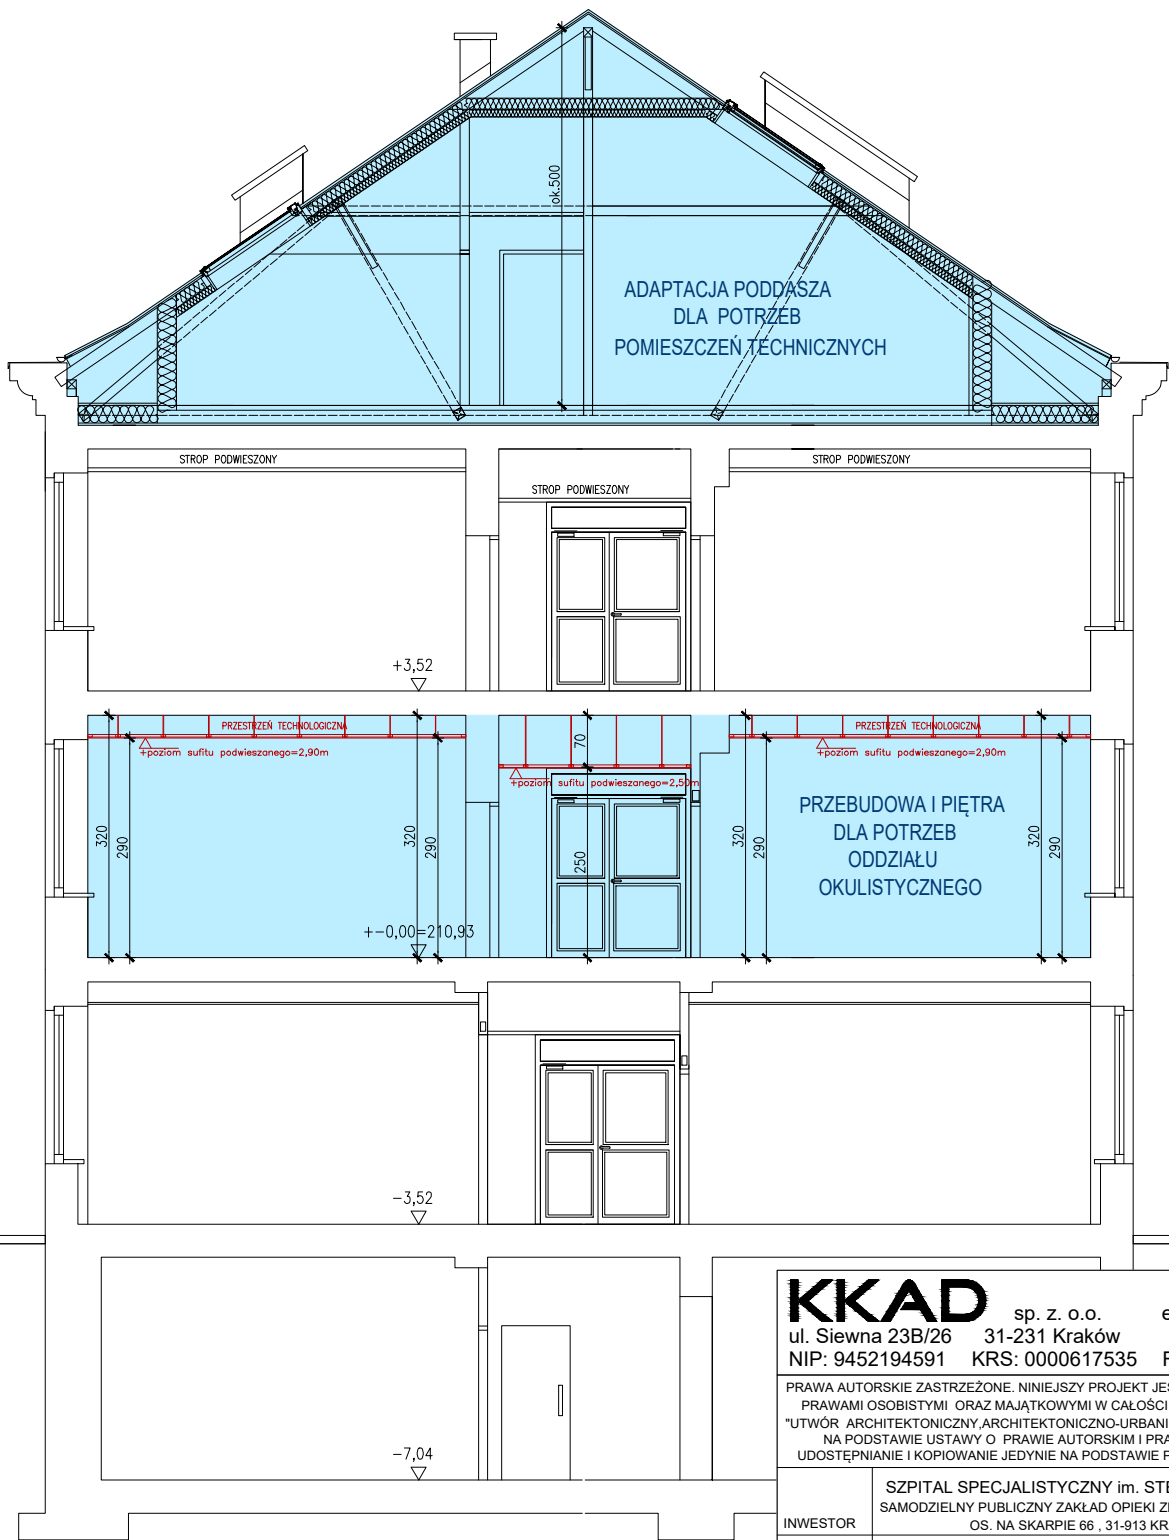 ok.500
ADAPTACJA PODDASZA
DLA POTRZEB
POMIESZCZEŃ TECHNICZNYCH
STROP PODWIESZONY
STROP PODWIESZONY
STROP PODWIESZONY
+3,52
PRZESTRZEŃ TECHNOLOGICZNA
PRZESTRZEŃ TECHNOLOGICZNA
+poziom sufitu podwieszanego=2,90m
70
+poziom sufitu podwieszanego=2,90m
+poziom sufitu podwieszanego=2,50m
PRZEBUDOWA I PIĘTRA
DLA POTRZEB
ODDZIAŁU
OKULISTYCZNEGO
320
290
320
290
250
320
290
320
290
+-0,00=210,93
-3,52
-7,04
KKAD sp. z. o.o. e
ul. Siewna 23B/26 31-231 Kraków
NIP: 9452194591 KRS: 0000617535
PRAWA AUTORSKIE ZASTRZEŻONE. NINIEJSZY PROJEKT JES
PRAWAMI OSOBISTYMI ORAZ MAJĄTKOWYMI W CAŁOŚCI
"UTWÓR ARCHITEKTONICZNY,ARCHITEKTONICZNO-URBANI
NA PODSTAWIE USTAWY O PRAWIE AUTORSKIM I PRA
UDOSTĘPNIANIE I KOPIOWANIE JEDYNIE NA PODSTAWIE P
SZPITAL SPECJALISTYCZNY im. STE
SAMODZIELNY PUBLICZNY ZAKŁAD OPIEKI Z
INWESTOR OS. NA SKARPIE 66 , 31-913 KR